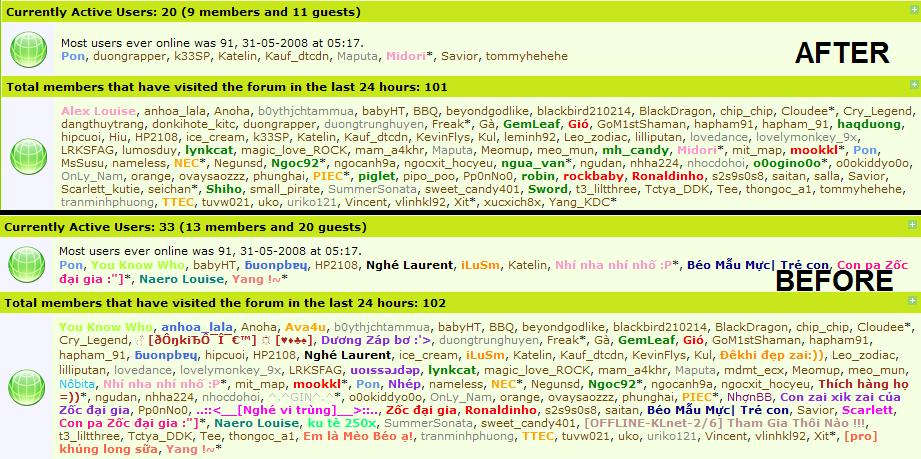 Currently Active Users: 20 (9 members and 11 guests)
Most users ever online was 91, 31-05-2008 at 05:17.
Pon, duongrapper, k33SP, Katelin, Kauf_dtcdn, Maputa, Midori*, Savior, tommyhehehe
AFTER
Total members that have visited the forum in the last 24 hours: 101
Alex Louise, anhoa_lala, Anoha, b0ythjchtammua, babyHT, BBQ, beyondgodlike, blackbird210214, BlackDragon, chip_chip, Cloudee*, Cry_Legend,
dangthuytrang, donkihote_kitc, duongrapper, duongtrunghuyen, Freak*, Gà, GemLeaf, Gió, GoM1stShaman, hapham91, hapham_91, haqduong,
hipcuoi, Hiu, HP2108, ice_cream, k33SP, Katelin, Kauf_dtcdn, KevinFlys, Kul, leminh92, Leo_zodiac, lilliputan, lovedance, lovelymonkey_9x,
LRKSFAG, lumosduy, lynkcat, magic_love_ROCK, mam_a4khr, Maputa, Meomup, meo_mun, mh_candy, Midori*, mit_map, mookkl*, Pon,
MsSusu, nameless, NEC*, Negunsd, Ngoc92*, ngocanh9a, ngocxit_hocyeu, ngua_van*, ngudan, nhha224, nhocdohoi, o0ogino0o*, o0okiddyo0o,
OnLy_Nam, orange, ovaysaozzz, phunghai, PIEC*, piglet, pipo_poo, Pp0nNo0, robin, rockbaby, Ronaldinho, s2s9s0s8, saitan, salla, Savior,
Scarlett_kutie, seichan*, Shiho, small_pirate, SummerSonata, sweet_candy401, Sword, t3_lilttree, Tctya_DDK, Tee, thongoc_a1, tommyhehehe,
tranminhphuong, TTEC, tuvw021, uko, uriko121, Vincent, vlinhkl92, Xit*, xucxich8x, Yang_KDC*
Currently Active Users: 33 (13 members and 20 guests)
Most users ever online was 91, 31-05-2008 at 05:17.
Pon, You Know Who, babyHT, HP2108, Nghé Laurent, iLuSm, Katelin, Nhí nha nhí nhố :P*, Béo Mẫu Mực| Trẻ con, Con pa Zốc
đại gia :"]*, Naero Louise, Yang !~*
BEFORE
Total members that have visited the forum in the last 24 hours: 102
You Know Who, anhoa_lala, Anoha, Ava4u, b0ythjchtammua, babyHT, BBQ, beyondgodlike, blackbird210214, BlackDragon, chip_chip, Cloudee*,
Cry_Legend, Dương Záp bơ :'>, duongtrunghuyen, Freak*, Gà, GemLeaf, Gió, GoM1stShaman, hapham91,
hapham_91, hipcuoi, HP2108, Nghé Laurent, ice_cream, iLuSm, Katelin, Kauf_dtcdn, KevinFlys, Kul, Đêkhi đẹp zai:)), Leo_zodiac,
lilliputan, lovedance, lovelymonkey_9x, LRKSFAG, lynkcat, magic_love_ROCK, mam_a4khr, Maputa, mdmt_ecx, Meomup, meo_mun,
Nôbita, Nhí nha nhí nhố :P*, mit_map, mookkl*, Pon, Nhép, nameless, NEC*, Negunsd, Ngoc92*, ngocanh9a, ngocxit_hocyeu, Thích hàng họ
=))*, ngudan, nhha224, nhocdohoi, ^.^GIN^.^*, o0okiddyo0o, OnLy_Nam, orange, ovaysaozzz, phunghai, PIEC*, NhọnBB, Con zai xik zai của
Zốc đại gia, Pp0nNo0, ..::<__[Nghé vi trùng]__>::.., Zốc đại gia, Ronaldinho, s2s9s0s8, saitan, Béo Mẫu Mực| Trẻ con, Savior, Scarlett,
Con pa Zốc đại gia :"]*, Naero Louise, ku tè 250x, SummerSonata, sweet_candy401, [OFFLINE-KLnet-2/6] Tham Gia Thôi Nào !!!,
t3_lilttree, Tctya_DDK, Tee, thongoc_a1, Em là Mèo Béo ạ!, tranminhphuong, TTEC, tuvw021, uko, uriko121, Vincent, vlinhkl92, Xit*, [pro]
khủng long sữa, Yang !~*